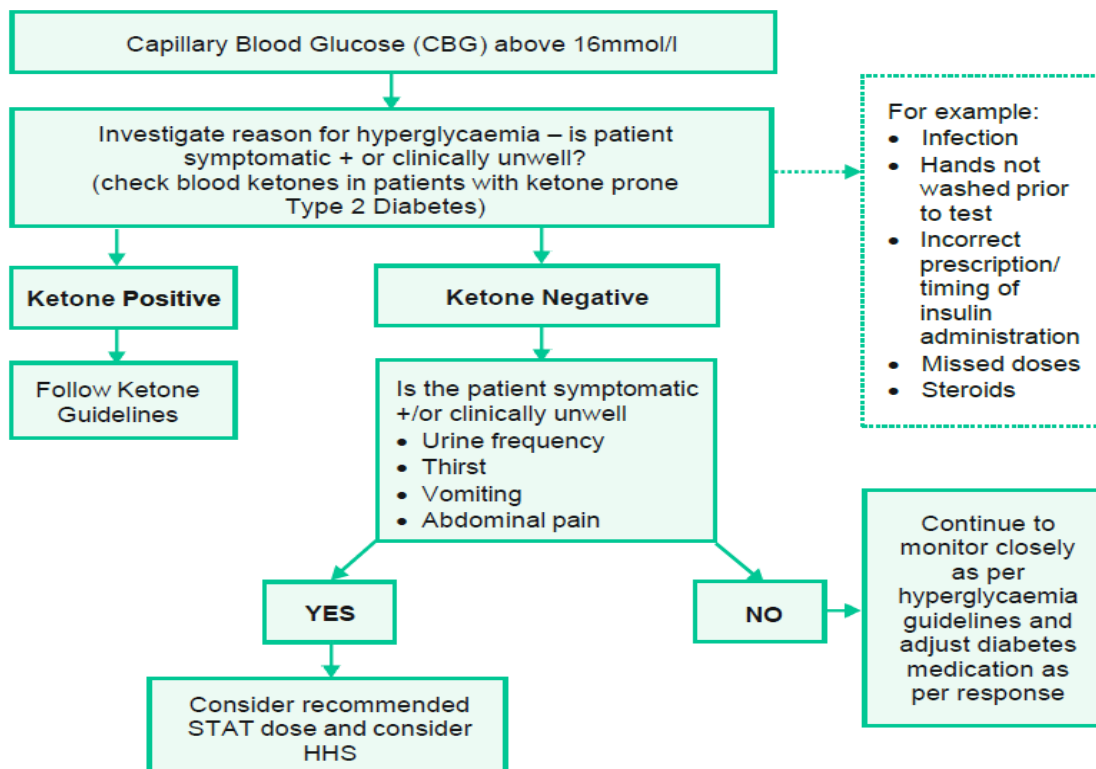 Capillary Blood Glucose (CBG) above 16mmol/l
Investigate reason for hyperglycaemia – is patient
symptomatic + or clinically unwell?
(check blood ketones in patients with ketone prone
Type 2 Diabetes)
For example:
• Infection
• Hands not
washed prior
to test
• Incorrect
prescription/
timing of
insulin
administration
• Missed doses
• Steroids
Ketone Positive
Ketone Negative
Follow Ketone
Guidelines
Is the patient symptomatic
+/or clinically unwell
• Urine frequency
• Thirst
• Vomiting
• Abdominal pain
YES
NO
Continue to
monitor closely
as per
hyperglycaemia
guidelines and
adjust diabetes
medication as
per response
Consider recommended
STAT dose and consider
HHS